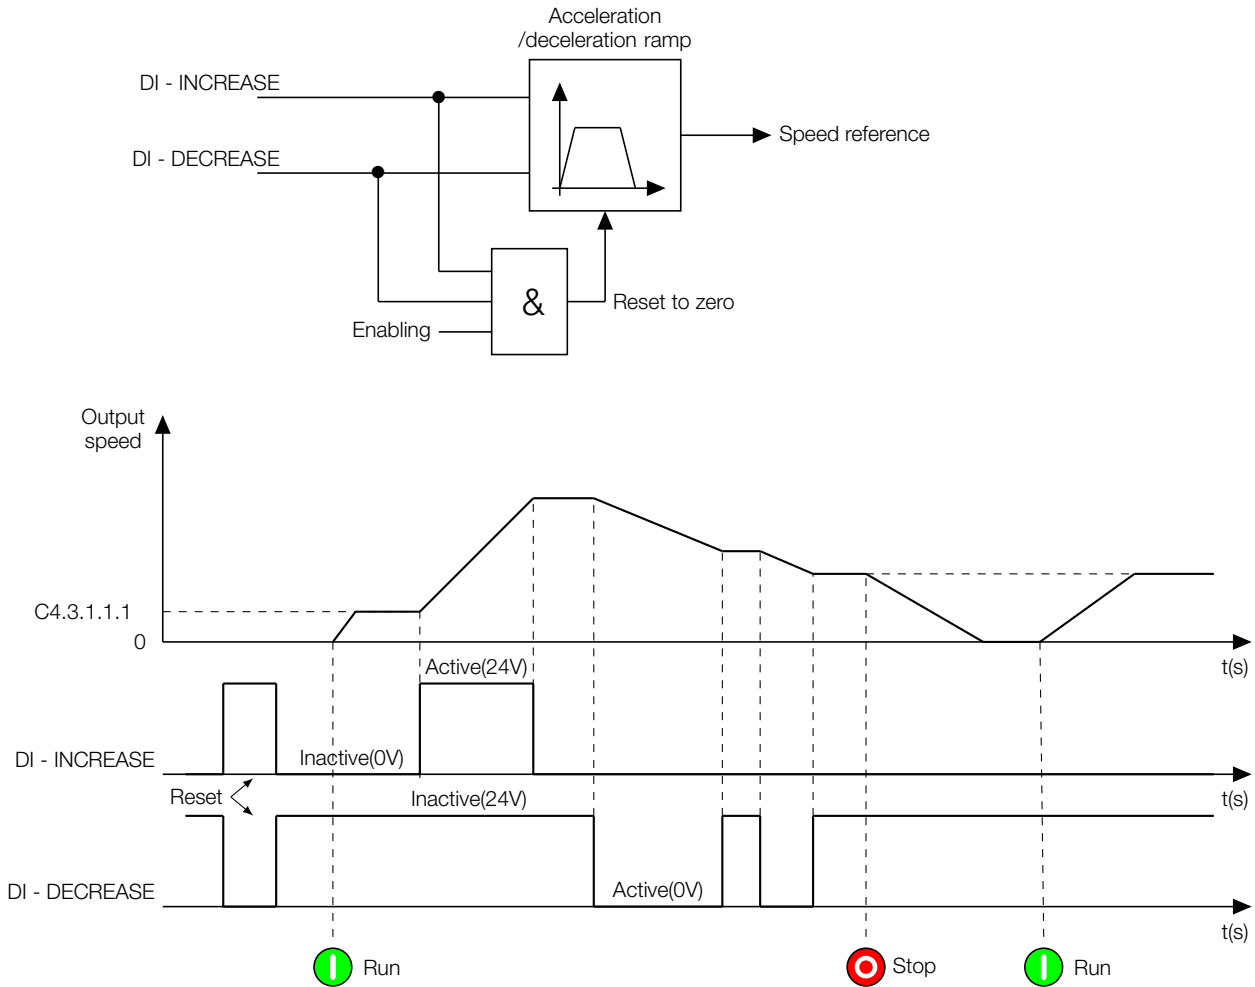 Acceleration
/deceleration ramp
DI - INCREASE
DI - DECREASE
Speed reference
&
Reset to zero
Enabling
Output
speed
C4.3.1.1.1
0
t(s)
Active(24V)
DI - INCREASE
Inactive(0V)
t(s)
Reset
Inactive(24V)
DI - DECREASE
Active(0V)
t(s)
Run
Stop
Run